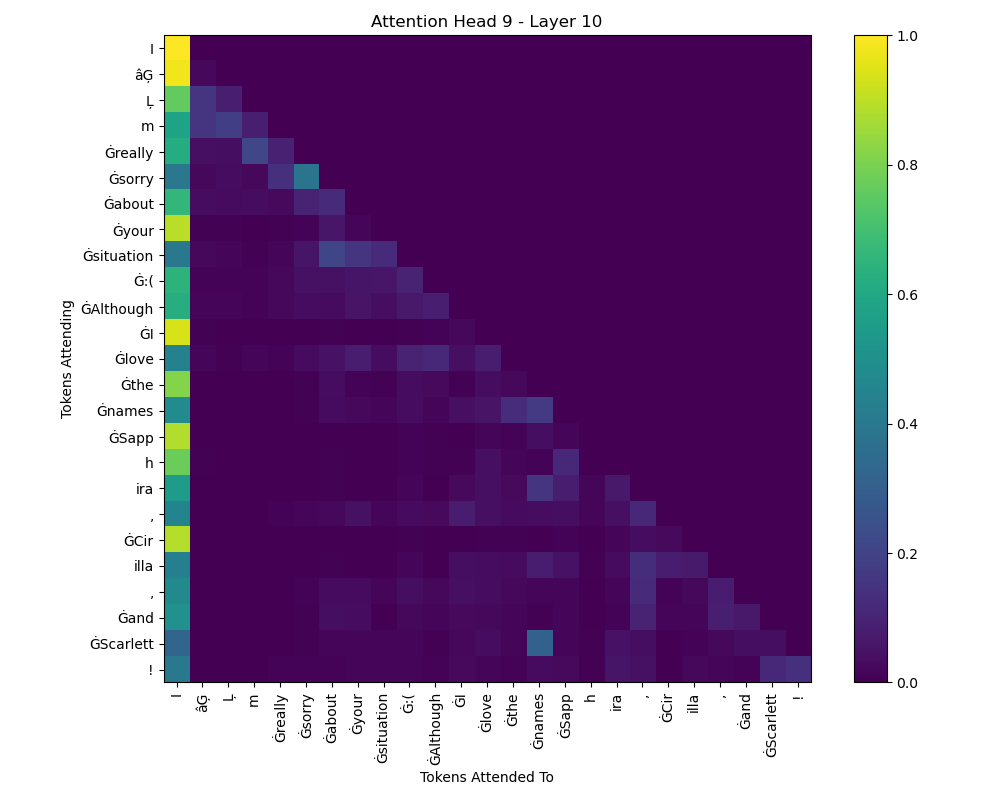 Attention Head 9 - Layer 10
Tokens Attending
I
âĢ
Ļ
m
Ġreally
Ġsorry
Ġabout
Ġyour
Ġsituation
Ġ:(
ĠAlthough
ĠI
Ġlove
Ġthe
Ġnames
ĠSapp
h
ira
,
ĠCir
illa
,
Ġand
ĠScarlett
!
I
âĢ
Ļ
m
Ġreally
Ġsorry
Ġabout
Ġyour
Ġsituation
Ġ:(
ĠAlthough
ĠI
Ġlove
Ġthe
Ġnames
ĠSapp
h
ira
,
ĠCir
illa
,
Ġand
ĠScarlett
!
Tokens Attended To
1.0
0.8
0.6
0.4
0.2
0.0